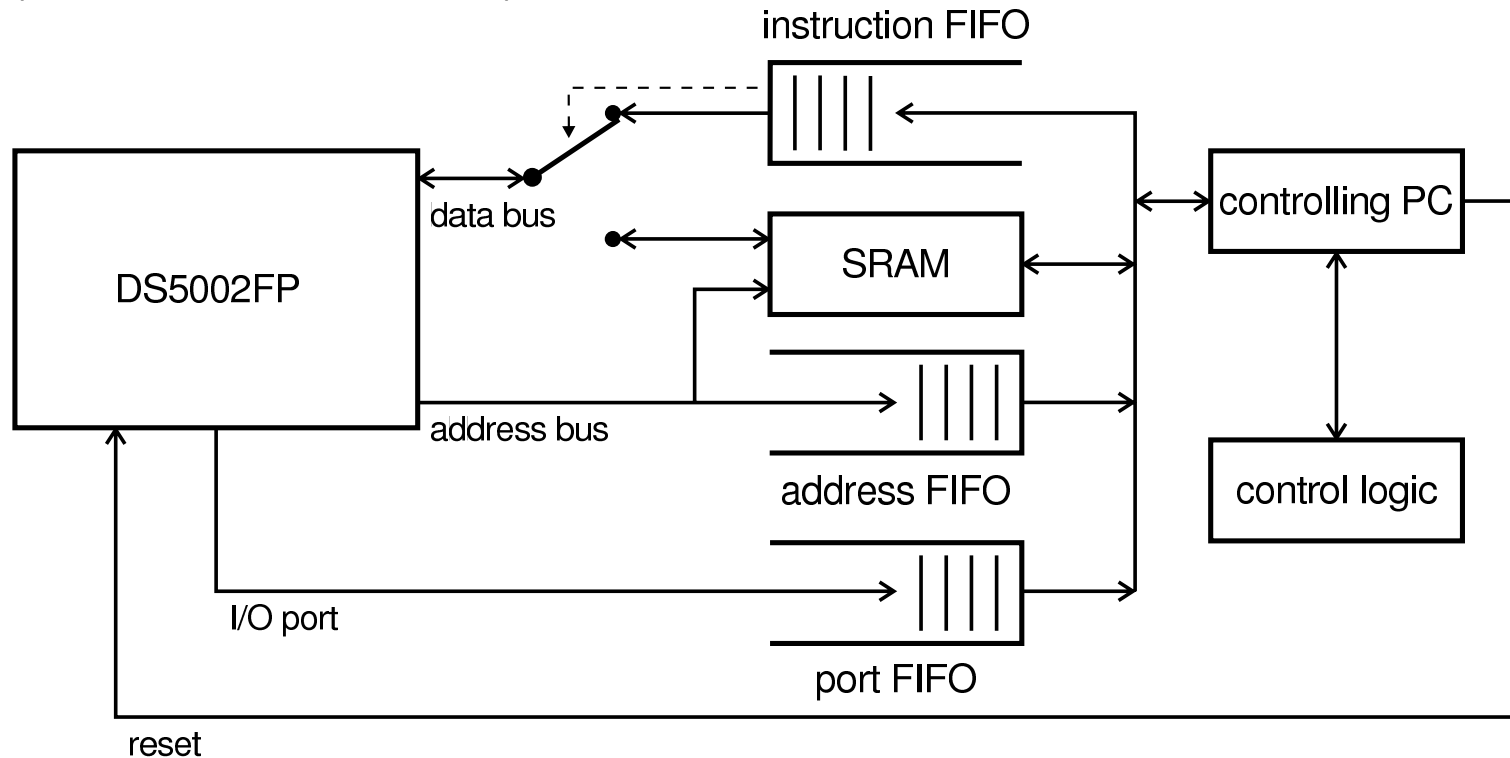 instruction FIFO
data bus
controlling PC
DS5002FP
SRAM
address bus
address FIFO
control logic
I/O port
port FIFO
reset